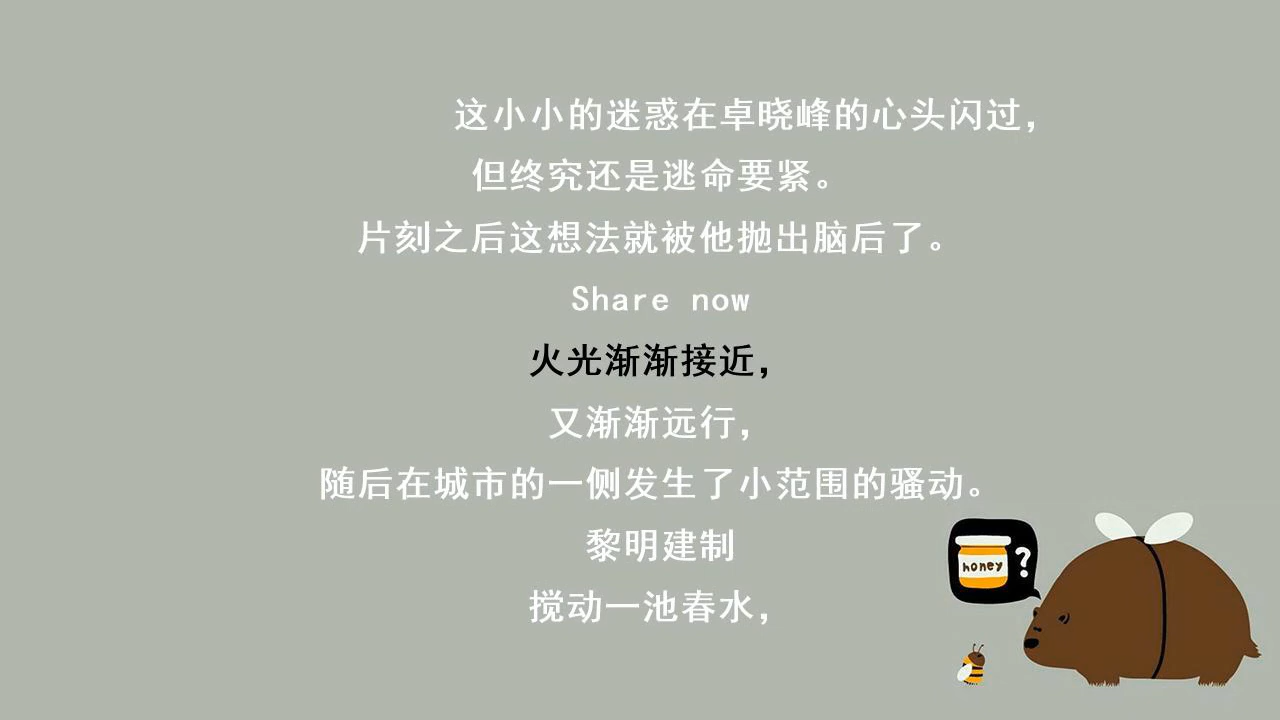 这小小的迷惑在卓晓峰的心头闪过，
但终究还是逃命要紧。
片刻之后这想法就被他抛出脑后了。
Share now
火光渐渐接近，
又渐渐远行，
随后在城市的一侧发生了小范围的骚动。
黎明建制
搅动一池春水，
honey
?